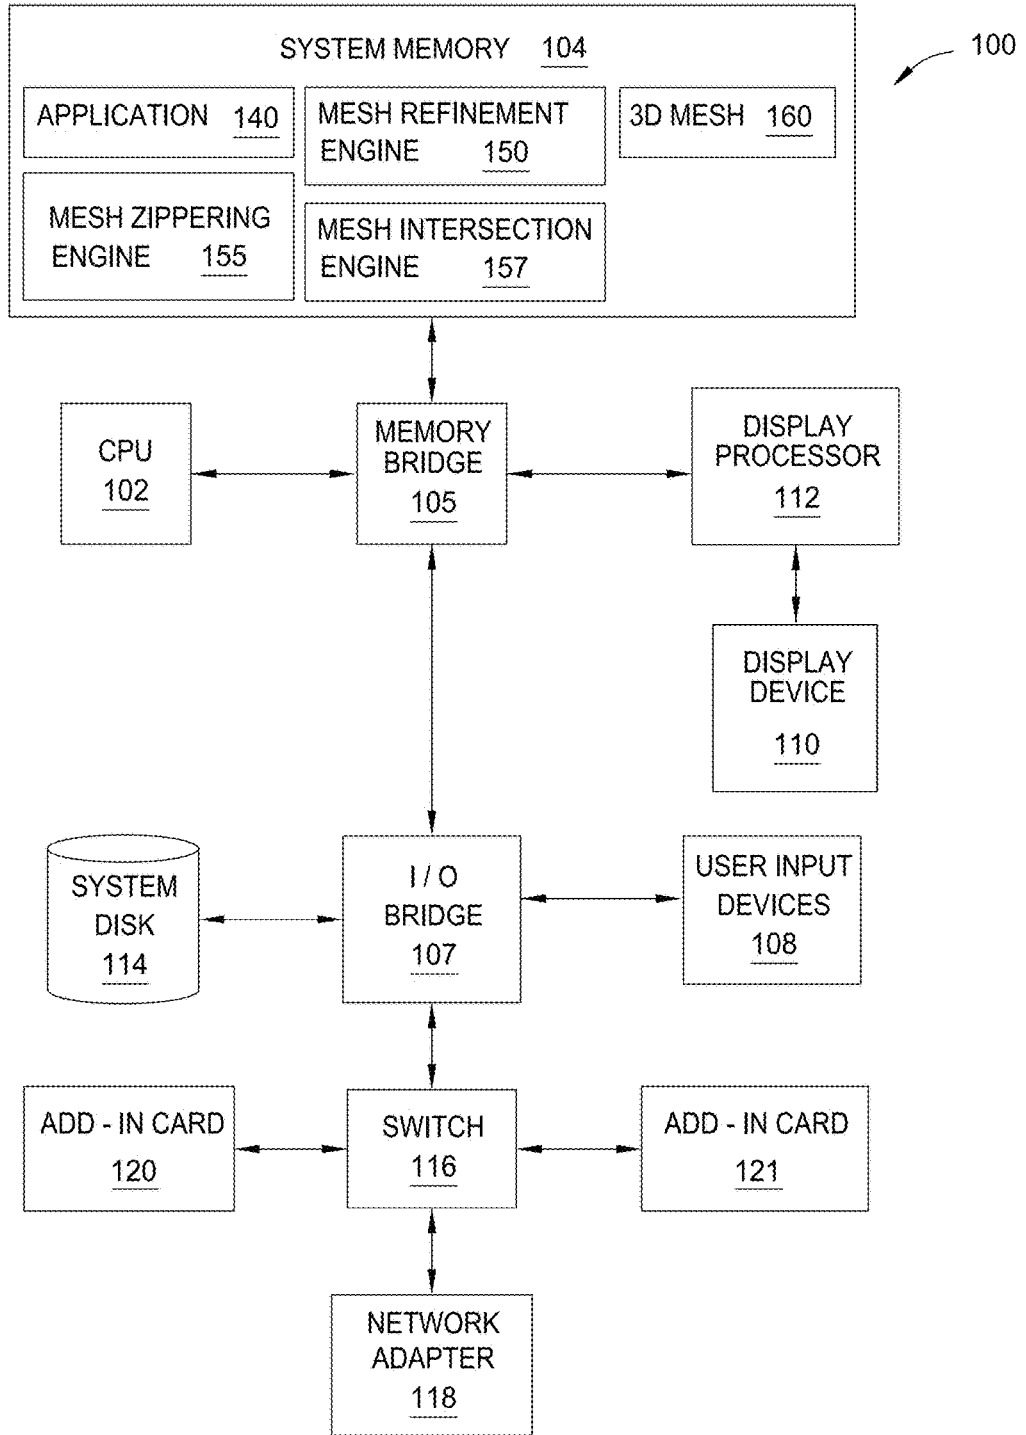 SYSTEM MEMORY 104
100
APPLICATION 140
MESH REFINEMENT
ENGINE 150
3D MESH 160
MESH ZIPPERING
ENGINE 155
MESH INTERSECTION
ENGINE 157
CPU
102
MEMORY
BRIDGE
105
DISPLAY
PROCESSOR
112
DISPLAY
DEVICE
110
SYSTEM
DISK
114
I / O
BRIDGE
107
USER INPUT
DEVICES
108
ADD - IN CARD
120
SWITCH
116
ADD - IN CARD
121
NETWORK
ADAPTER
118